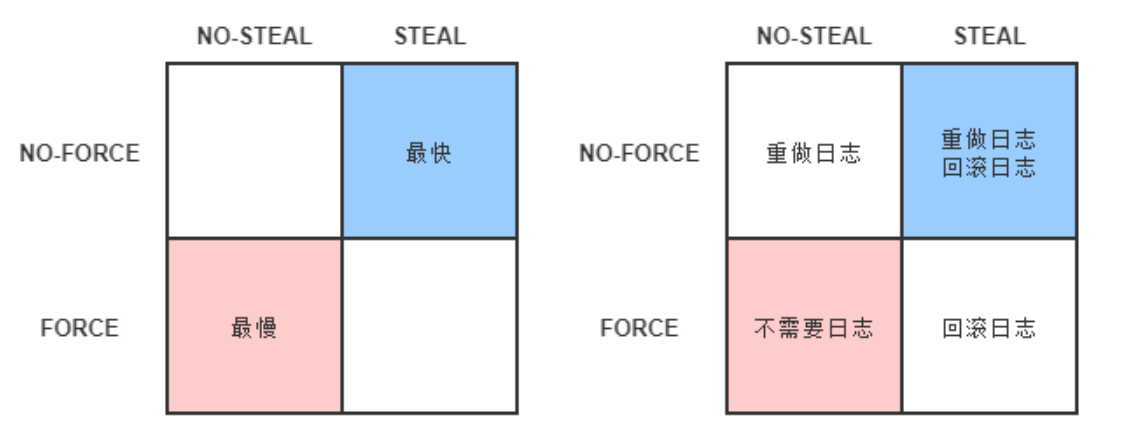 NO-STEAL STEAL NO-STEAL STEAL
NO-FORCE 最快 NO-FORCE 重做日志 重做日志
回滚日志
FORCE 最慢 FORCE 不需要日志 回滚日志